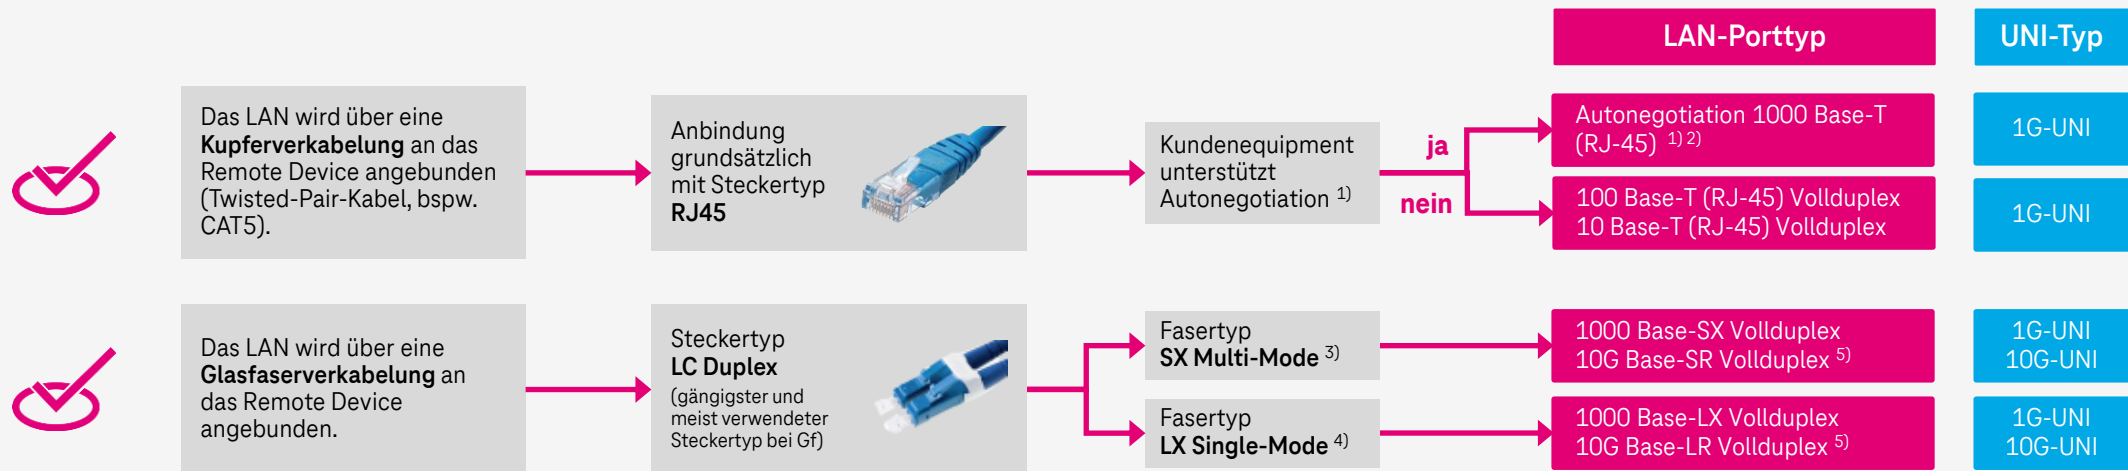 LAN-Porttyp
UNI-Typ
Das LAN wird über eine
Kupferverkabelung an das
Remote Device angebunden
(Twisted-Pair-Kabel, bspw.
CAT5).
Anbindung
grundsätzlich
mit Steckertyp
RJ45
Kundenequipment
unterstützt
Autonegotiation 1)
ja
nein
Autonegotiation 1000 Base-T
(RJ-45) 1) 2)
1G-UNI
100 Base-T (RJ-45) Vollduplex
10 Base-T (RJ-45) Vollduplex
1G-UNI
Das LAN wird über eine
Glasfaserverkabelung an
das Remote Device
angebunden.
Steckertyp
LC Duplex
(gängigster und
meist verwendeter
Steckertyp bei Gf)
Fasertyp
SX Multi-Mode 3)
1000 Base-SX Vollduplex
10G Base-SR Vollduplex 5)
1G-UNI
10G-UNI
Fasertyp
LX Single-Mode 4)
1000 Base-LX Vollduplex
10G Base-LR Vollduplex 5)
1G-UNI
10G-UNI